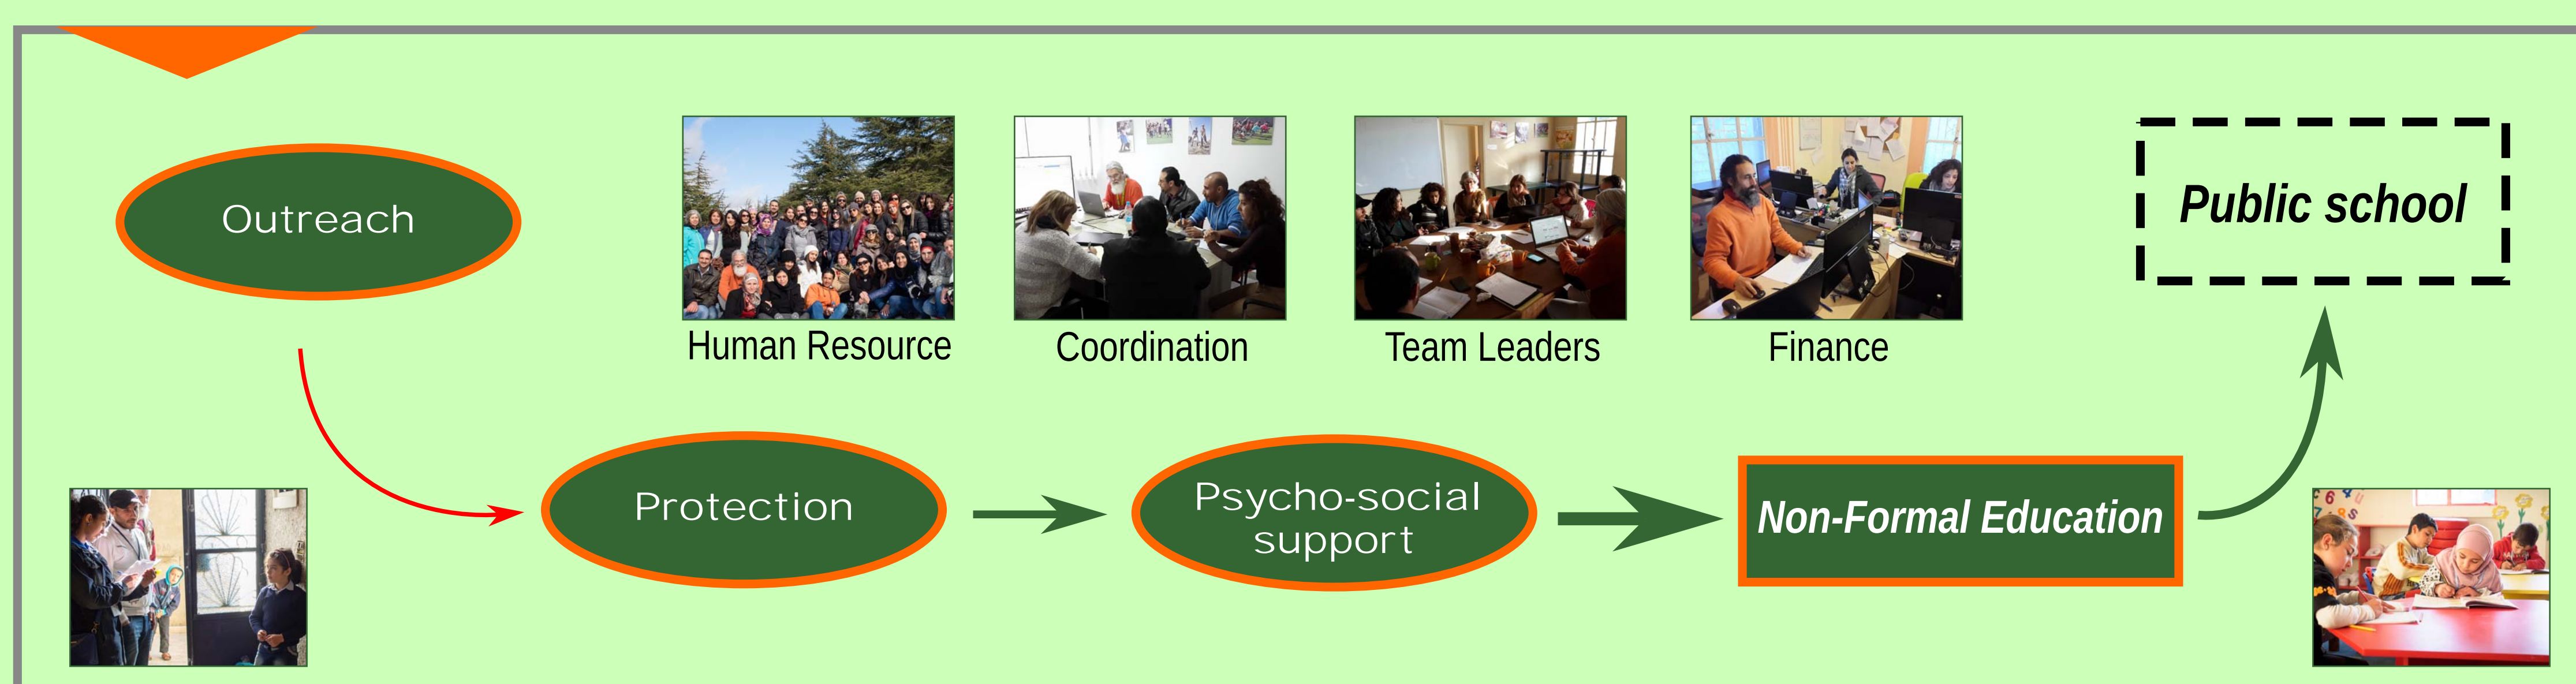 Outreach
Human Resource
Coordination
Team Leaders
Finance
Public school
Protection
Psycho-social
support
Non-Formal Education